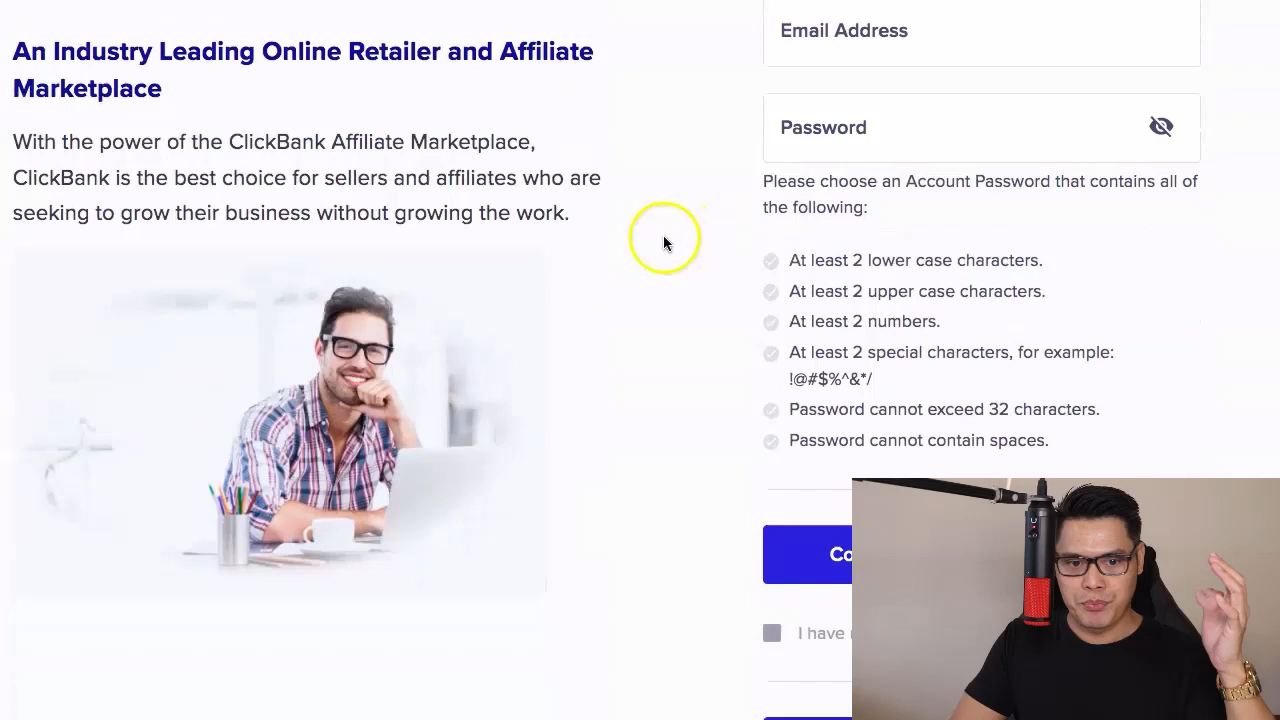 An Industry Leading Online Retailer and Affiliate
Marketplace
With the power of the ClickBank Affiliate Marketplace,
ClickBank is the best choice for sellers and affiliates who are
seeking to grow their business without growing the work.
Email Address
Password
Please choose an Account Password that contains all of
the following:
At least 2 lower case characters.
At least 2 upper case characters.
At least 2 numbers.
At least 2 special characters, for example:
!@#$%^&*/
Password cannot exceed 32 characters.
Password cannot contain spaces.
Co
I have